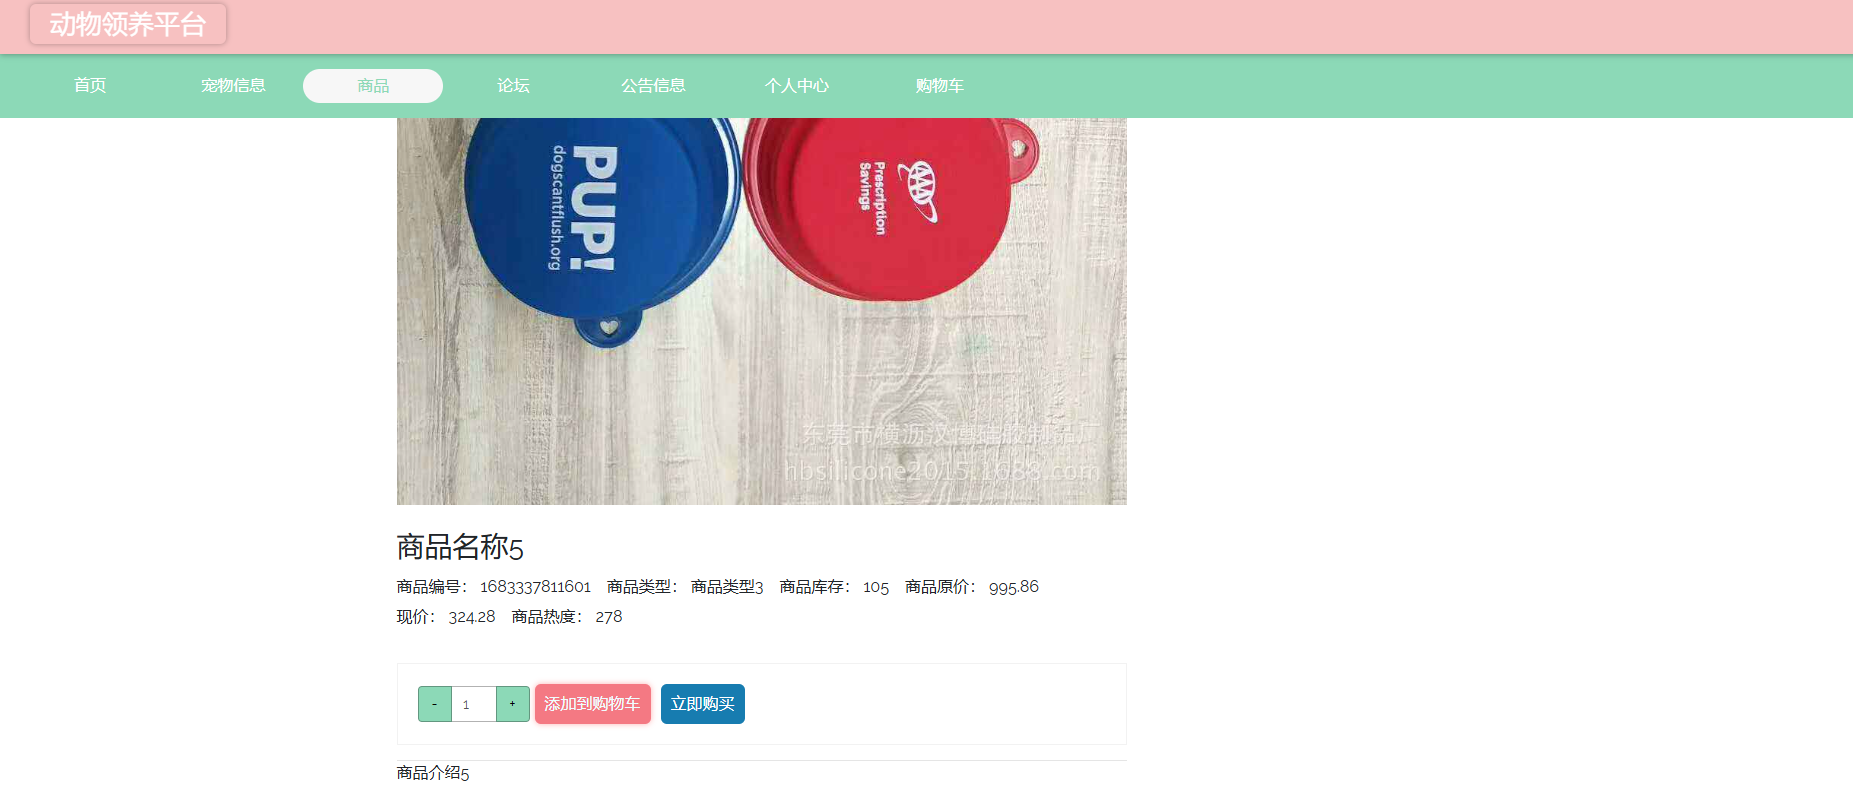 动物领养平台
首页 宠物信息 商品 论坛 公告信息 个人中心 购物车
PUP!
dogscantflush.org
Prescription
Savings
东莞市横沥汉博硅胶制品厂
hbsilicone2015.1688.com
商品名称5
商品编号： 1683337811601 商品类型： 商品类型3 商品库存： 105 商品原价： 995.86
现价： 324.28 商品热度： 278
- 1 + 添加到购物车 立即购买
商品介绍5